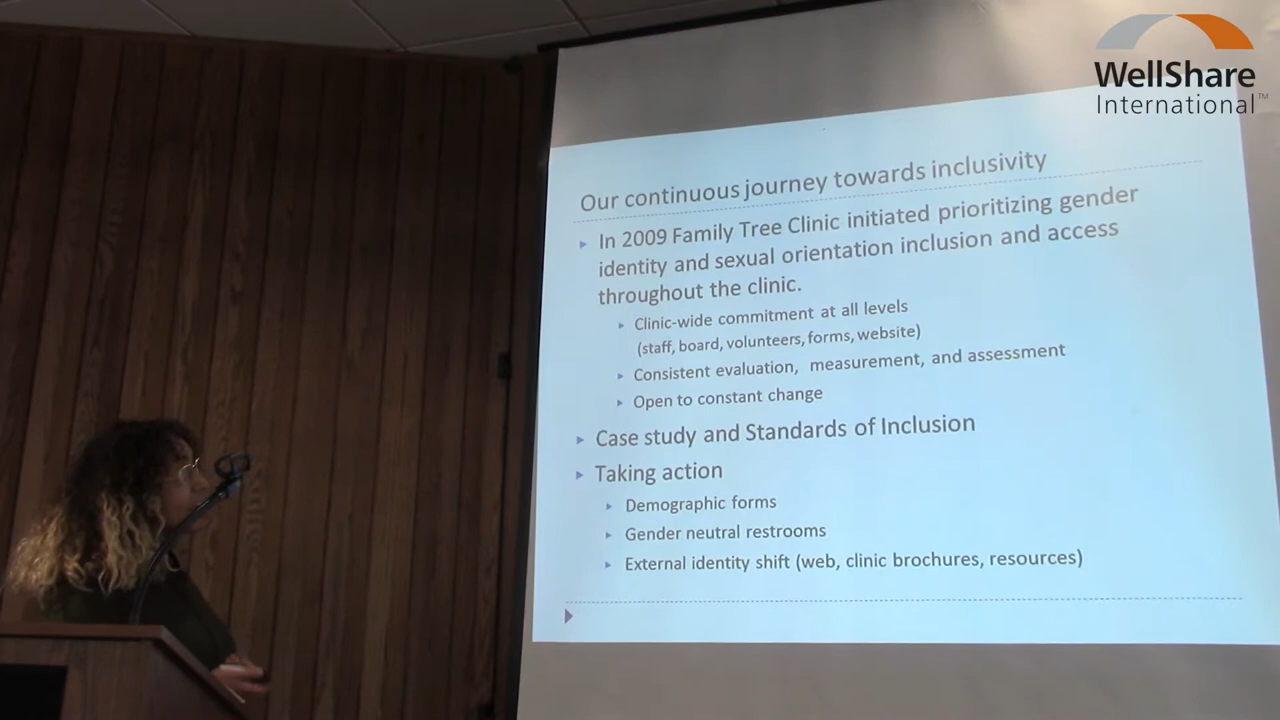 WellShare
International™
Our continuous journey towards inclusivity
In 2009 Family Tree Clinic initiated prioritizing gender
identity and sexual orientation inclusion and access
throughout the clinic.
Clinic-wide commitment at all levels
(staff, board, volunteers, forms, website)
Consistent evaluation, measurement, and assessment
Open to constant change
Case study and Standards of Inclusion
Taking action
Demographic forms
Gender neutral restrooms
External identity shift (web, clinic brochures, resources)